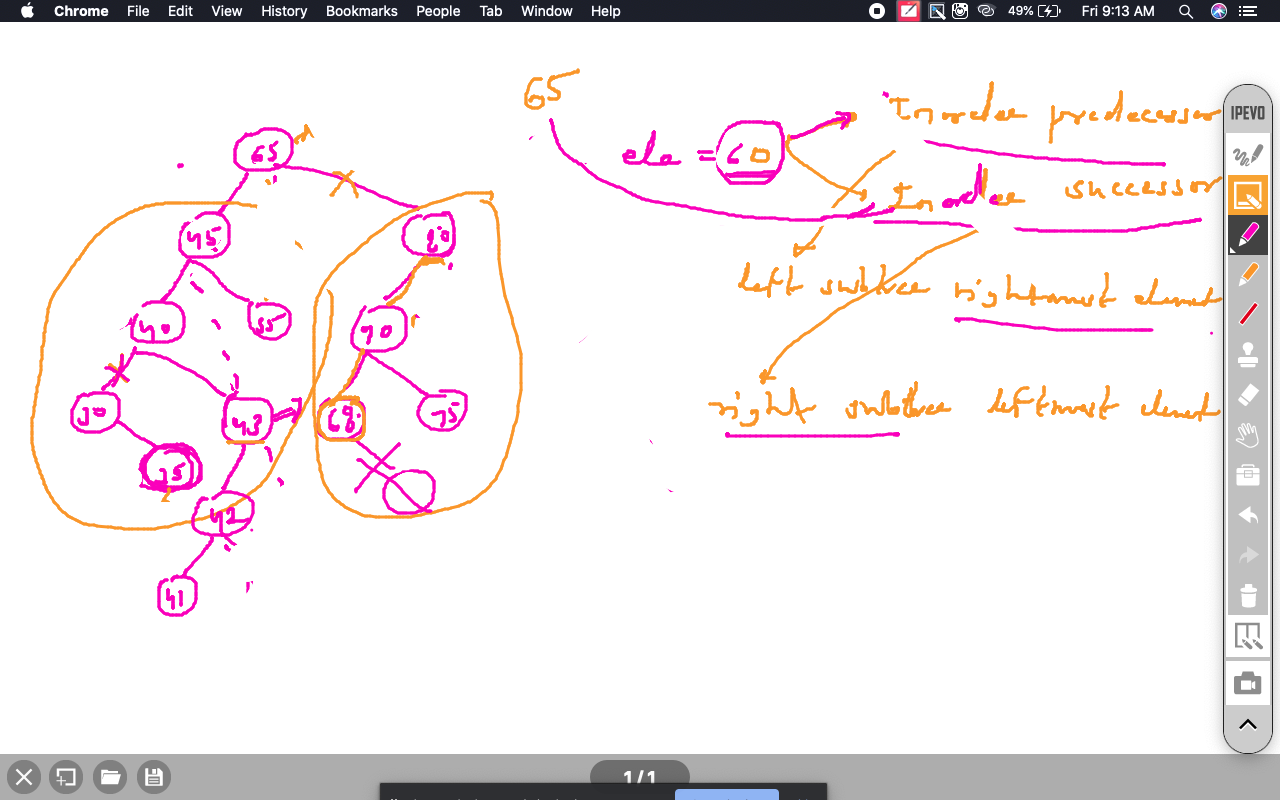 Chrome File Edit View History Bookmarks People Tab Window Help 49% Fri 9:13 AM
65
IPEVO
Inorder predecessor
ele = 60
Inorder successor
left subtree rightmost element
right subtree leftmost element
65
45
80
40
55
70
30
43
68
75
35
42
41
1/1